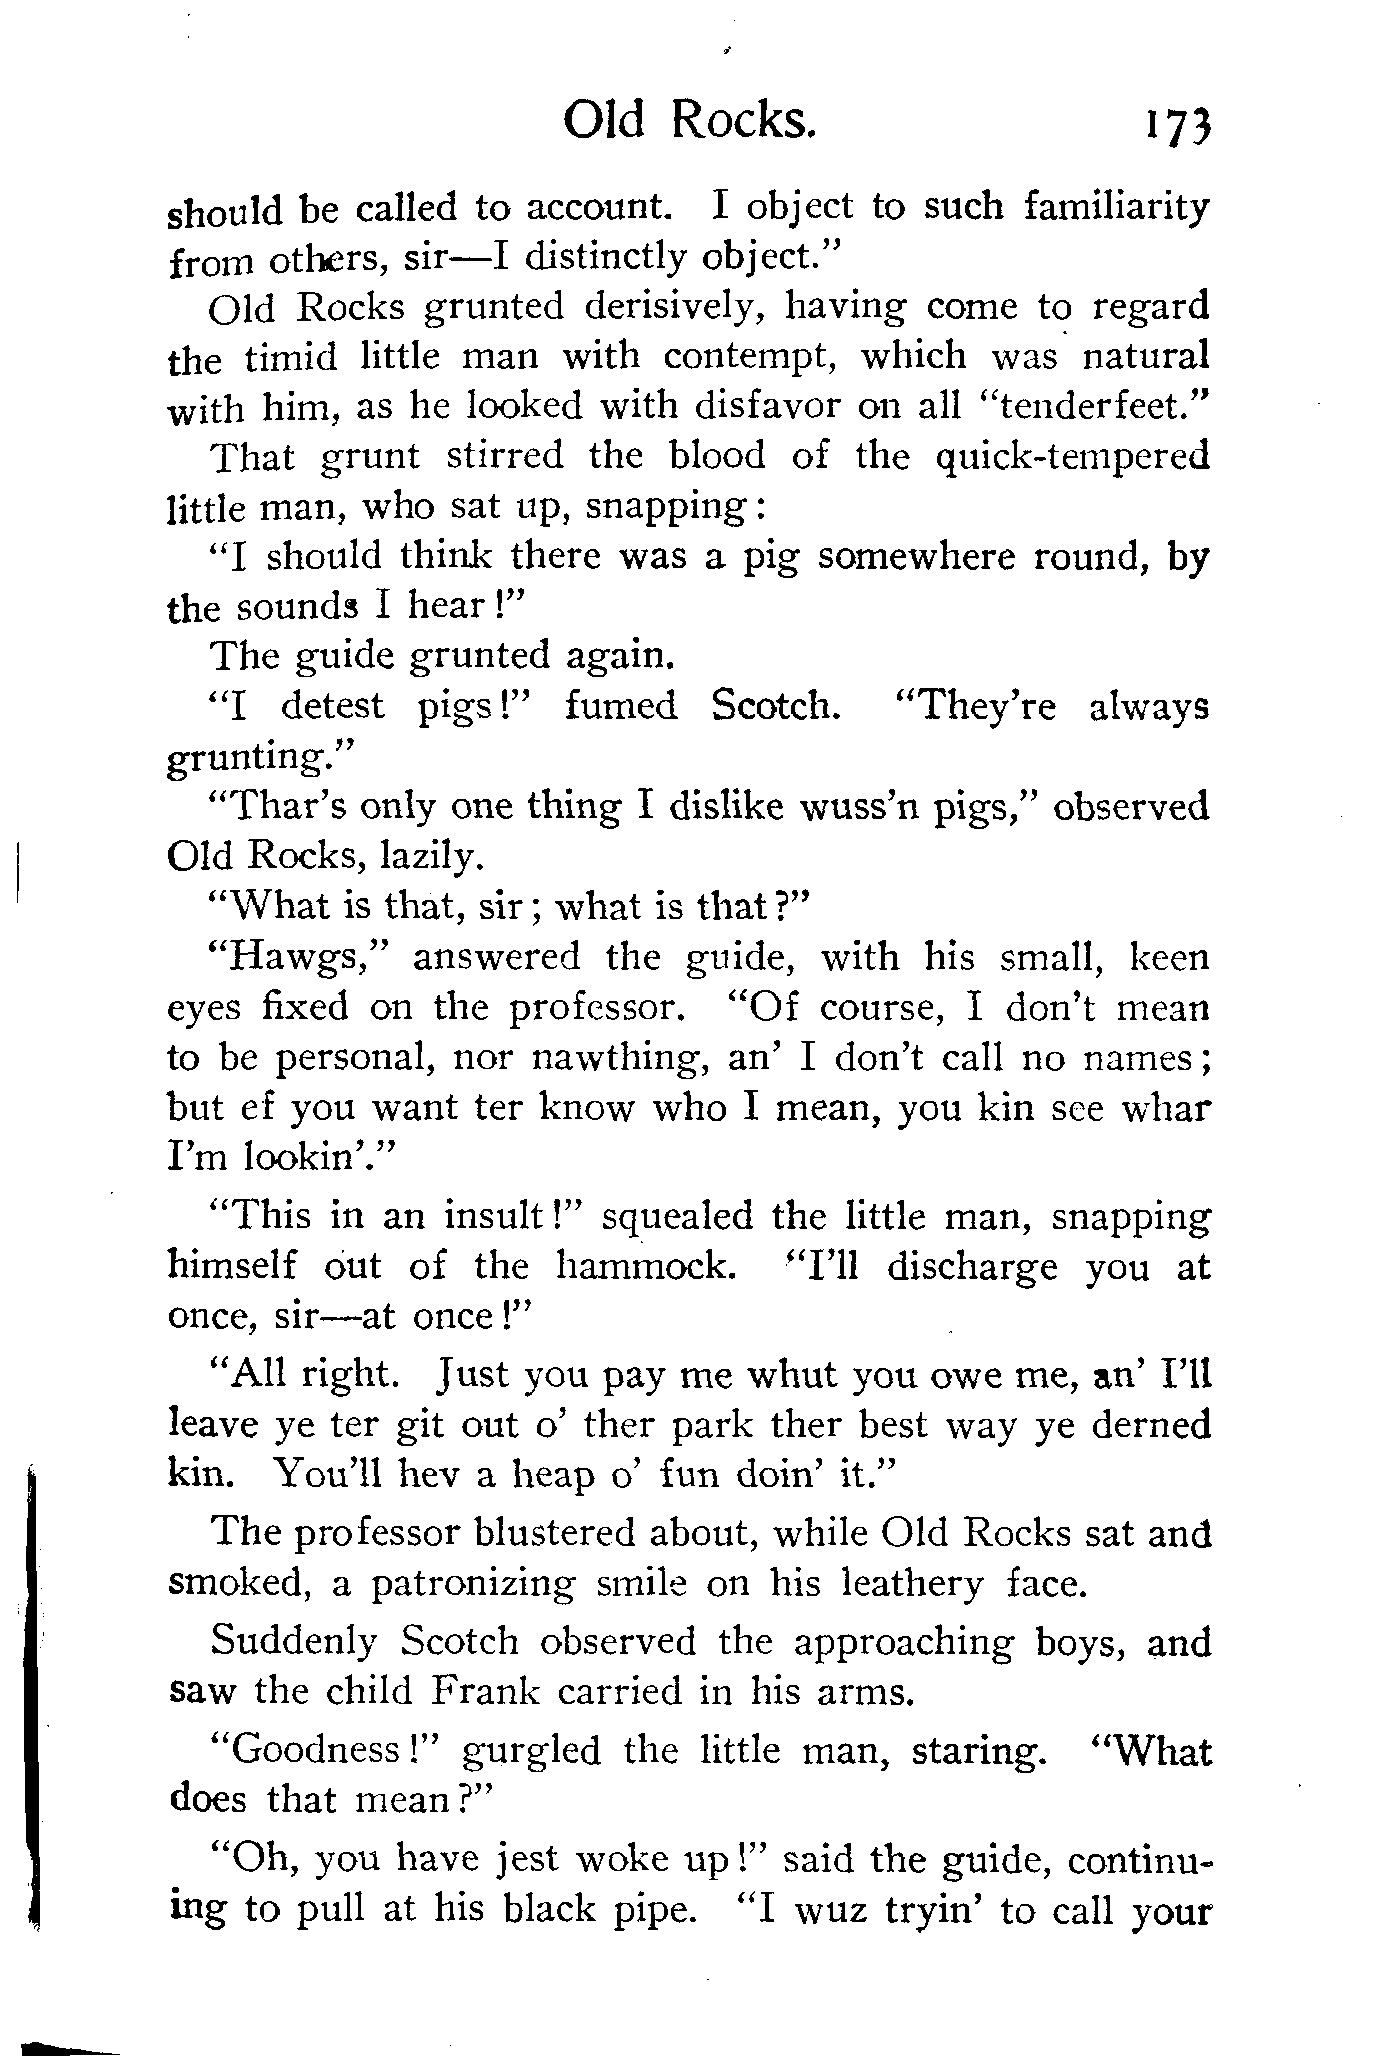 Old Rocks. 173
should be called to account. I object to such familiarity
from others, sir—I distinctly object.”
Old Rocks grunted derisively, having come to regard
the timid little man with contempt, which was natural
with him, as he looked with disfavor on all “tenderfeet.”
That grunt stirred the blood of the quick-tempered
little man, who sat up, snapping:
“I should think there was a pig somewhere round, by
the sounds I hear!”
The guide grunted again.
“I detest pigs!” fumed Scotch. “They’re always
grunting.”
“Thar’s only one thing I dislike wuss’n pigs,” observed
Old Rocks, lazily.
“What is that, sir; what is that?”
“Hawgs,” answered the guide, with his small, keen
eyes fixed on the professor. “Of course, I don’t mean
to be personal, nor nawthing, an’ I don’t call no names;
but ef you want ter know who I mean, you kin see whar
I’m lookin’.”
“This in an insult!” squealed the little man, snapping
himself out of the hammock. “I’ll discharge you at
once, sir—at once!”
“All right. Just you pay me whut you owe me, an’ I’ll
leave ye ter git out o’ ther park ther best way ye derned
kin. You’ll hev a heap o’ fun doin’ it.”
The professor blustered about, while Old Rocks sat and
smoked, a patronizing smile on his leathery face.
Suddenly Scotch observed the approaching boys, and
saw the child Frank carried in his arms.
“Goodness!” gurgled the little man, staring. “What
does that mean?”
“Oh, you have jest woke up!” said the guide, continu-
ing to pull at his black pipe. “I wuz tryin’ to call your